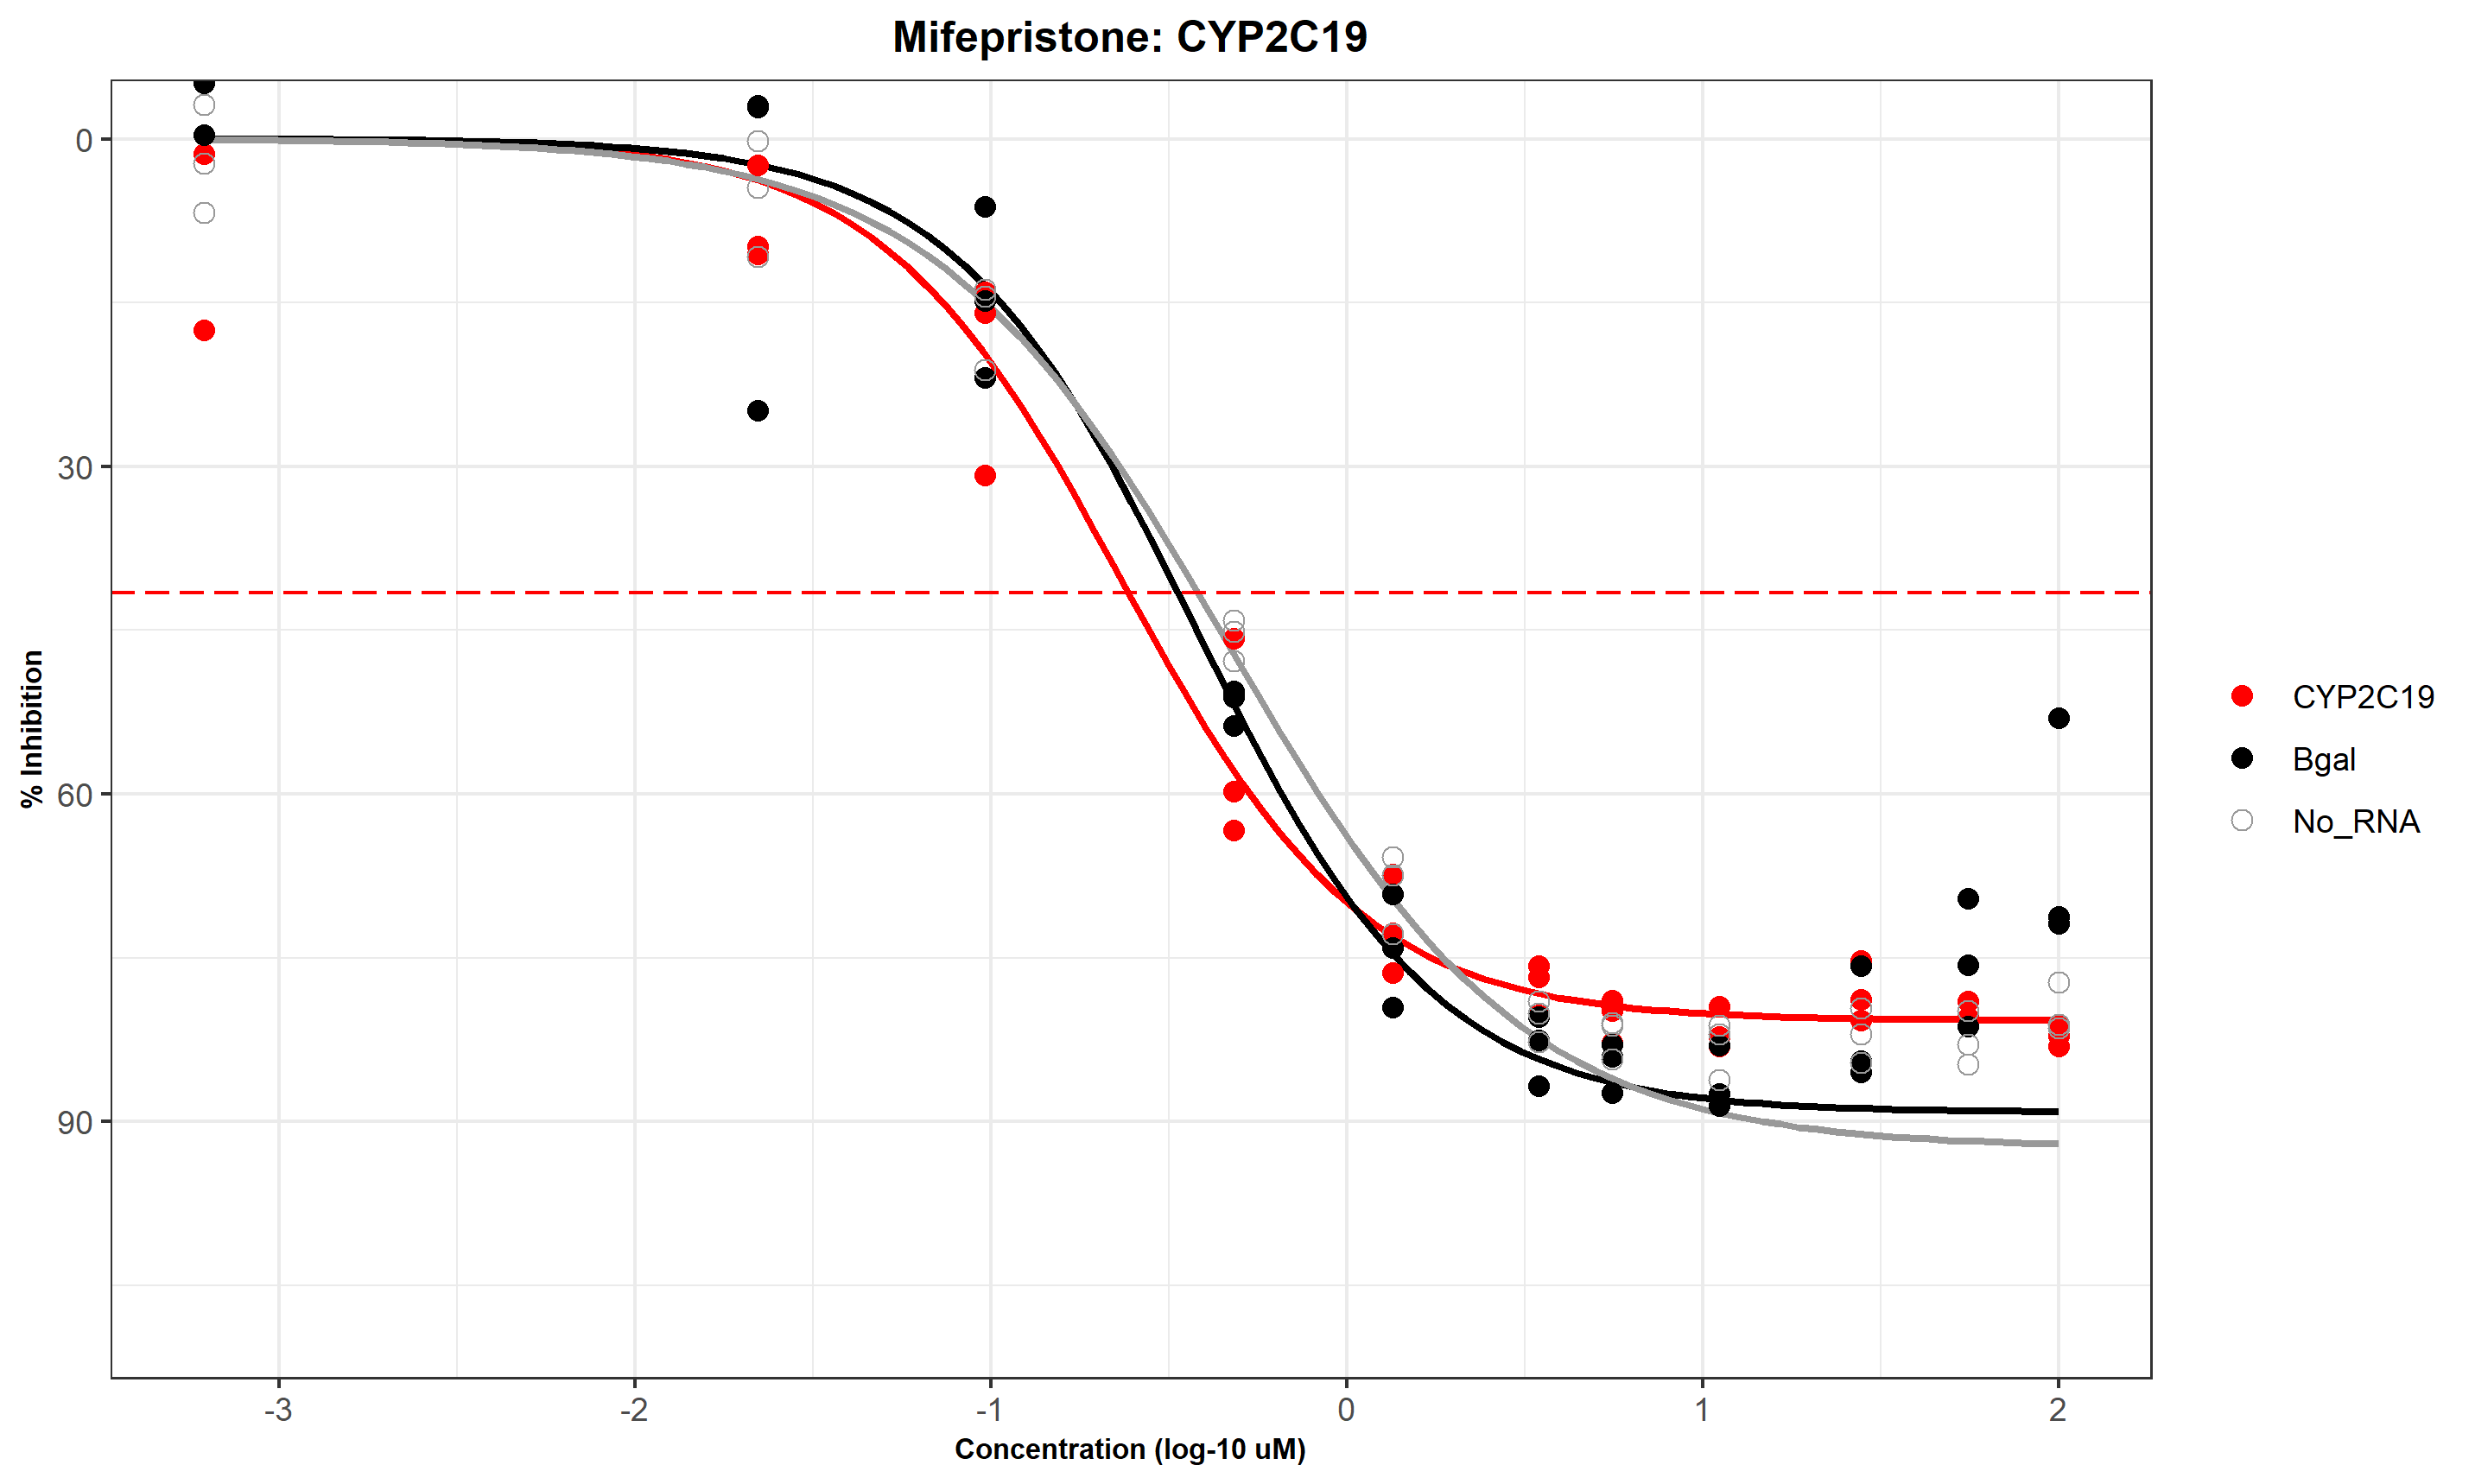 Mifepristone: CYP2C19
0
30
60
90
% Inhibition
-3
-2
-1
0
1
2
Concentration (log-10 uM)
CYP2C19
Bgal
No_RNA